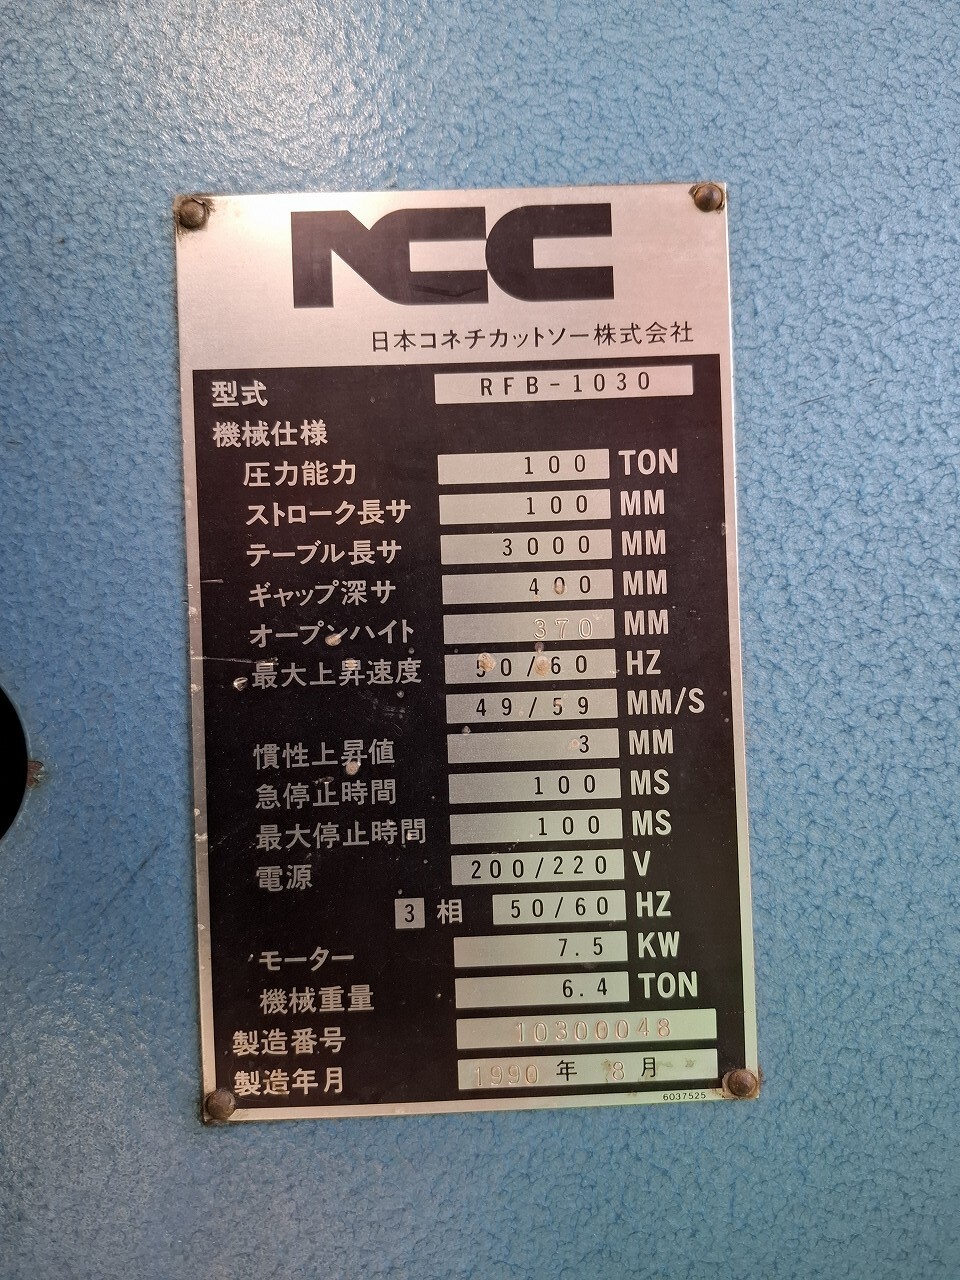 NCC
日本コネチカットソー株式会社
型式 RFB-1030
機械仕様
圧力能力 100 TON
ストローク長サ 100 MM
テーブル長サ 3000 MM
ギャップ深サ 400 MM
オープンハイト 370 MM
最大上昇速度 50/60 HZ
49/59 MM/S
慣性上昇値 3 MM
急停止時間 100 MS
最大停止時間 100 MS
電源 200/220 V
3 相 50/60 HZ
モーター 7.5 KW
機械重量 6.4 TON
製造番号 10300048
製造年月 1990 年 8 月
6037525